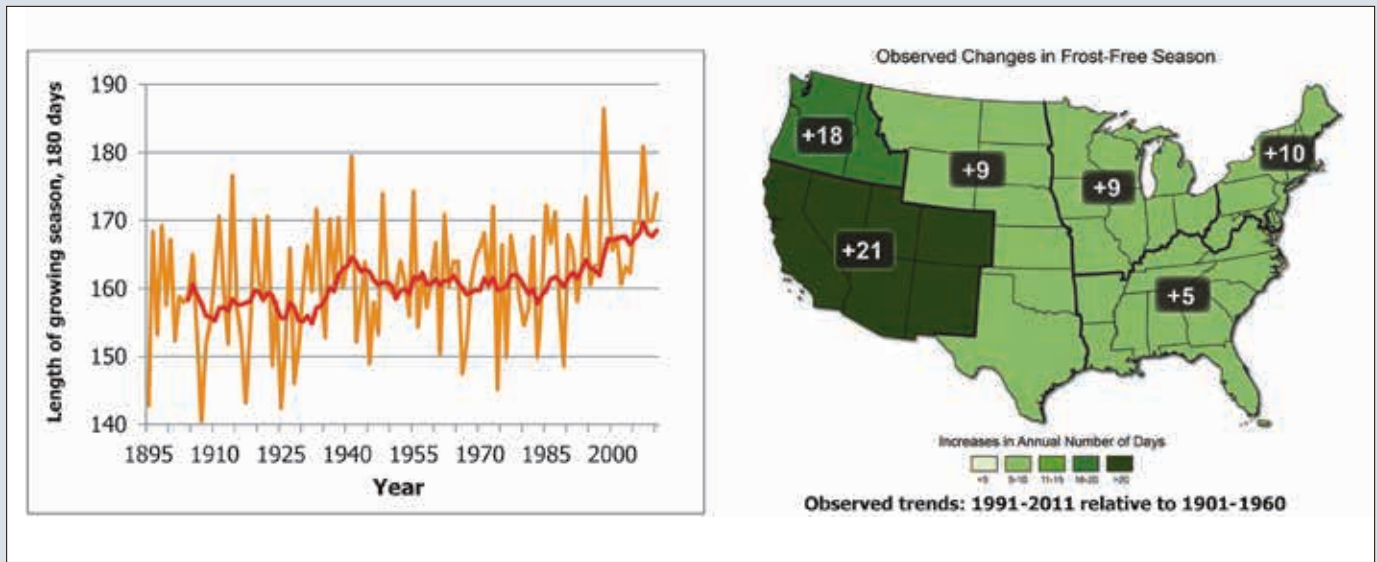 190
180
170
160
150
140
Length of growing season, 180 days
1895 1910 1925 1940 1955 1970 1985 2000
Year
Observed Changes in Frost-Free Season
+18
+9
+9
+10
+21
+5
Increases in Annual Number of Days
Observed trends: 1991-2011 relative to 1901-1960